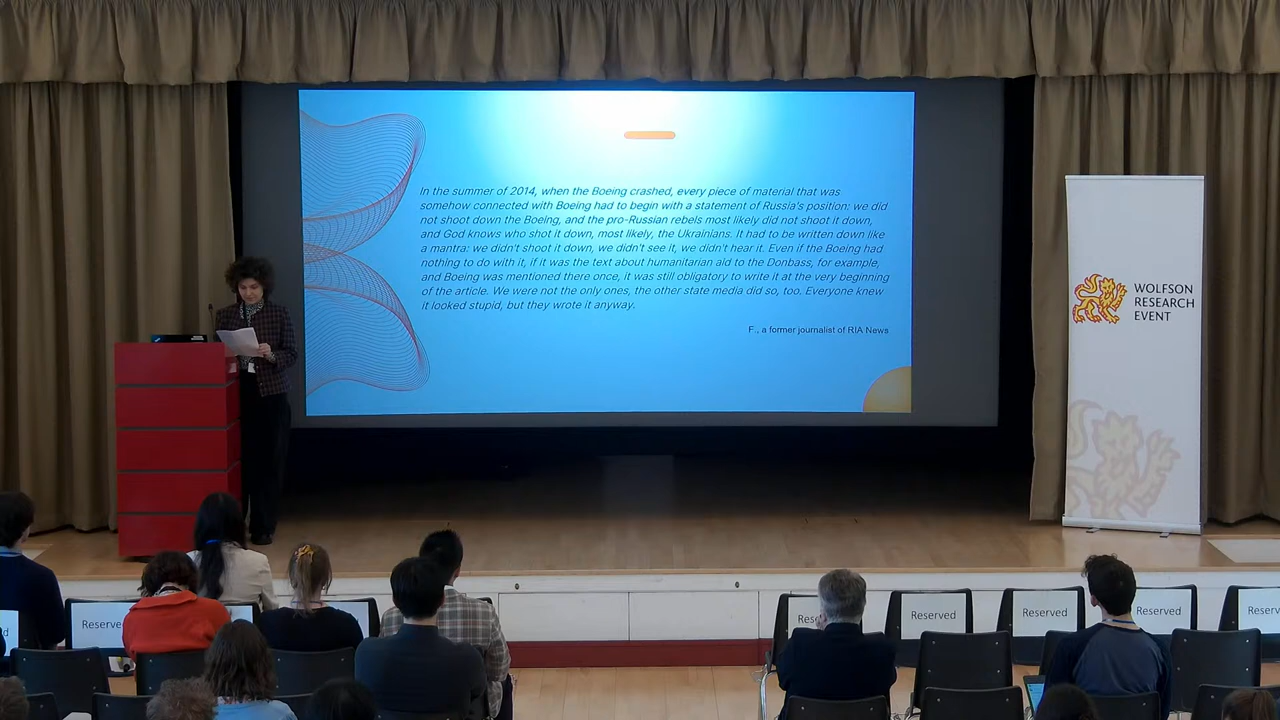 In the summer of 2014, when the Boeing crashed, every piece of material that was
somehow connected with Boeing had to begin with a statement of Russia's position: we did
not shoot down the Boeing, and the pro-Russian rebels most likely did not shoot it down,
and God knows who shot it down, most likely, the Ukrainians. It had to be written down like
a mantra: we didn't shoot it down, we didn't see it, we didn't hear it. Even if the Boeing had
nothing to do with it, if it was the text about humanitarian aid to the Donbass, for example,
and Boeing was mentioned there once, it was still obligatory to write it at the very beginning
of the article. We were not the only ones, the other state media did so, too. Everyone knew
it looked stupid, but they wrote it anyway.
F., a former journalist of RIA News
WOLFSON
RESEARCH
EVENT
Reserved
Reserved
Reserved